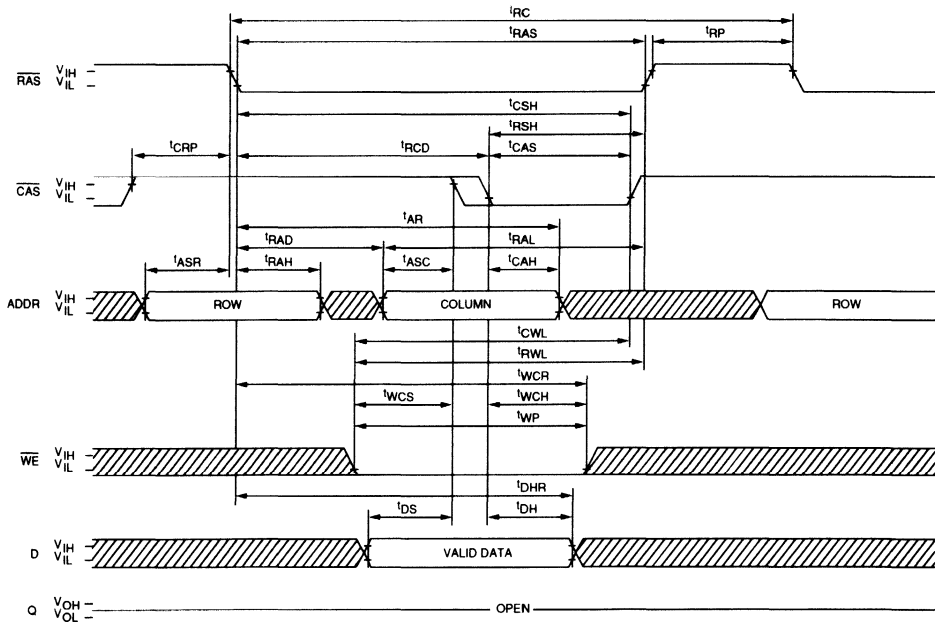 tRC
tRAS
tRP
RAS
VIH
VIL
tCSH
tRSH
tCRP
tRCD
tCAS
CAS
VIH
VIL
tAR
tRAD
tRAL
tASR
tRAH
tASC
tCAH
ADDR
VIH
VIL
ROW
COLUMN
ROW
tCWL
tRWL
tWCR
tWCS
tWCH
tWP
WE
VIH
VIL
tDHR
tDS
tDH
D
VIH
VIL
VALID DATA
Q
VOH
VOL
OPEN